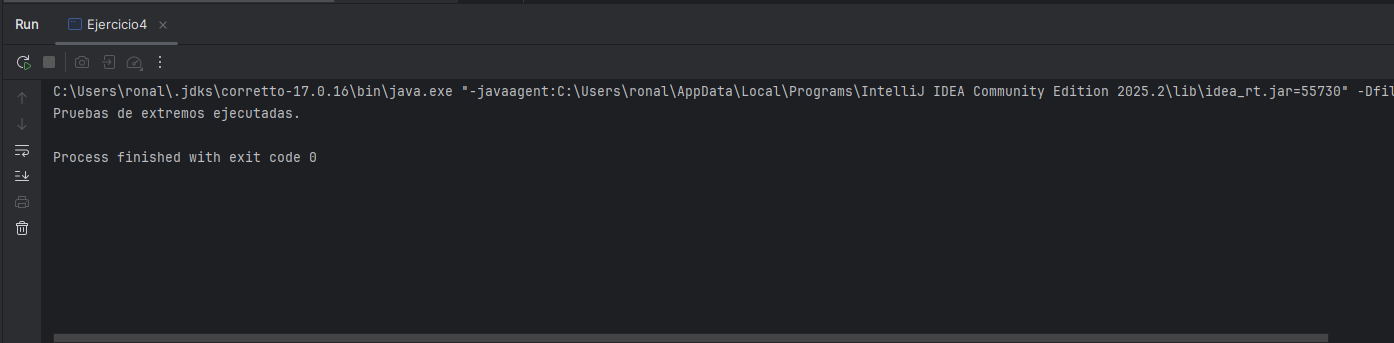 Run
Ejercicio4
C:\Users\ronal\.jdks\corretto-17.0.16\bin\java.exe "-javaagent:C:\Users\ronal\AppData\Local\Programs\IntelliJ IDEA Community Edition 2025.2\lib\idea_rt.jar=55730" -Dfil
Pruebas de extremos ejecutadas.
Process finished with exit code 0